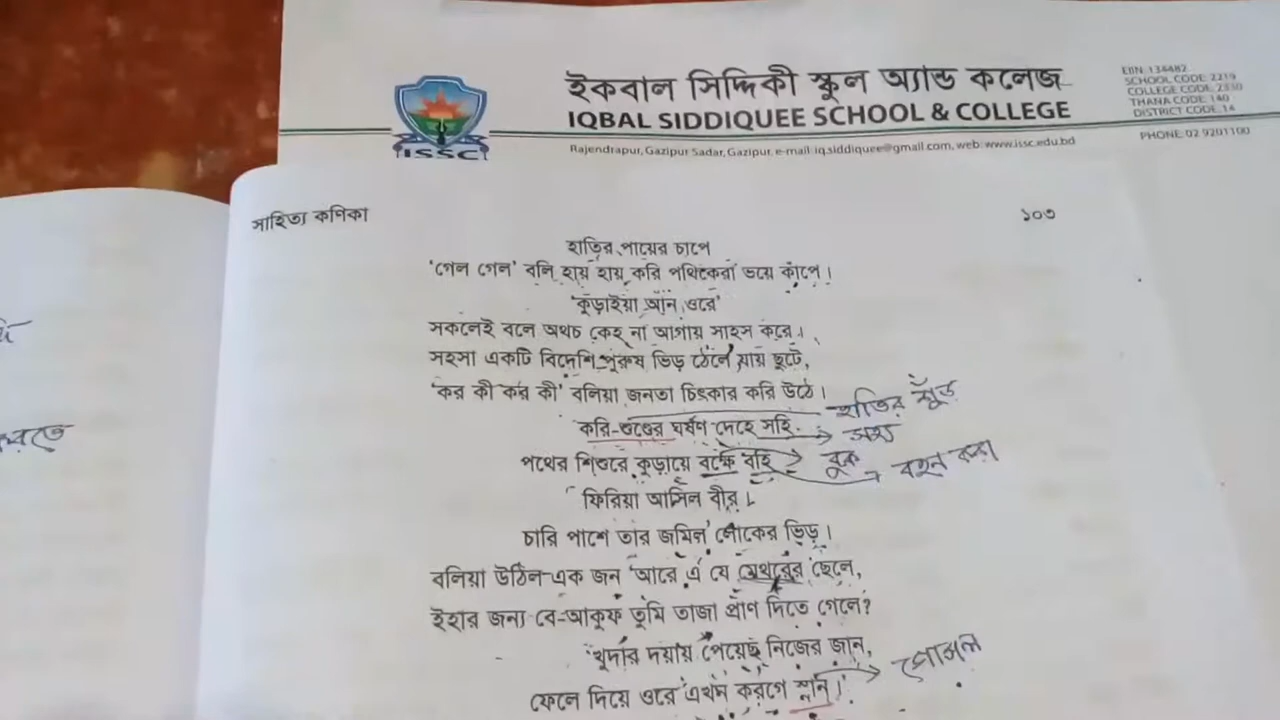 ইকবাল সিদ্দিকী স্কুল অ্যান্ড কলেজ
IQBAL SIDDIQUEE SCHOOL & COLLEGE
Rajendrapur, Gazipur Sadar, Gazipur, e-mail: iq.siddiquee@gmail.com, web: www.issc.edu.bd
EIIN: 134482
SCHOOL CODE: 2219
COLLEGE CODE: 2330
THANA CODE: 140
DISTRICT CODE: 14
PHONE: 02 9201100
ISSC
সাহিত্য কণিকা
১০৩
হাতির পায়ের চাপে
‘গেল গেল’ বলি হায় হায় করি পথিকেরা ভয়ে কাঁপে।
‘কুড়াইয়া আন ওরে’
সকলেই বলে অথচ কেহ না আগায় সাহস করে।
সহসা একটি বিদেশি পুরুষ ভিড় ঠেলে যায় ছুটে,
‘কর কী কর কী’ বলিয়া জনতা চিৎকার করি উঠে।
করি-শুণ্ডের ঘর্ষণ দেহে সহি
হাতির শুঁড়
সহ্য
পথের শিশুরে কুড়ায়ে বক্ষে বহি
বুক
বহন করা
ফিরিয়া আসিল বীর।
চারি পাশে তার জমিল লোকের ভিড়।
বলিয়া উঠিল এক জন ‘আরে এ যে মেথরের ছেলে,
ইহার জন্য বে-আকুফ তুমি তাজা প্রাণ দিতে গেলে?
খুদার দয়ায় পেয়েছ নিজের জান,
ফেলে দিয়ে ওরে এখন করগে স্নান।’
গোসল
করতে